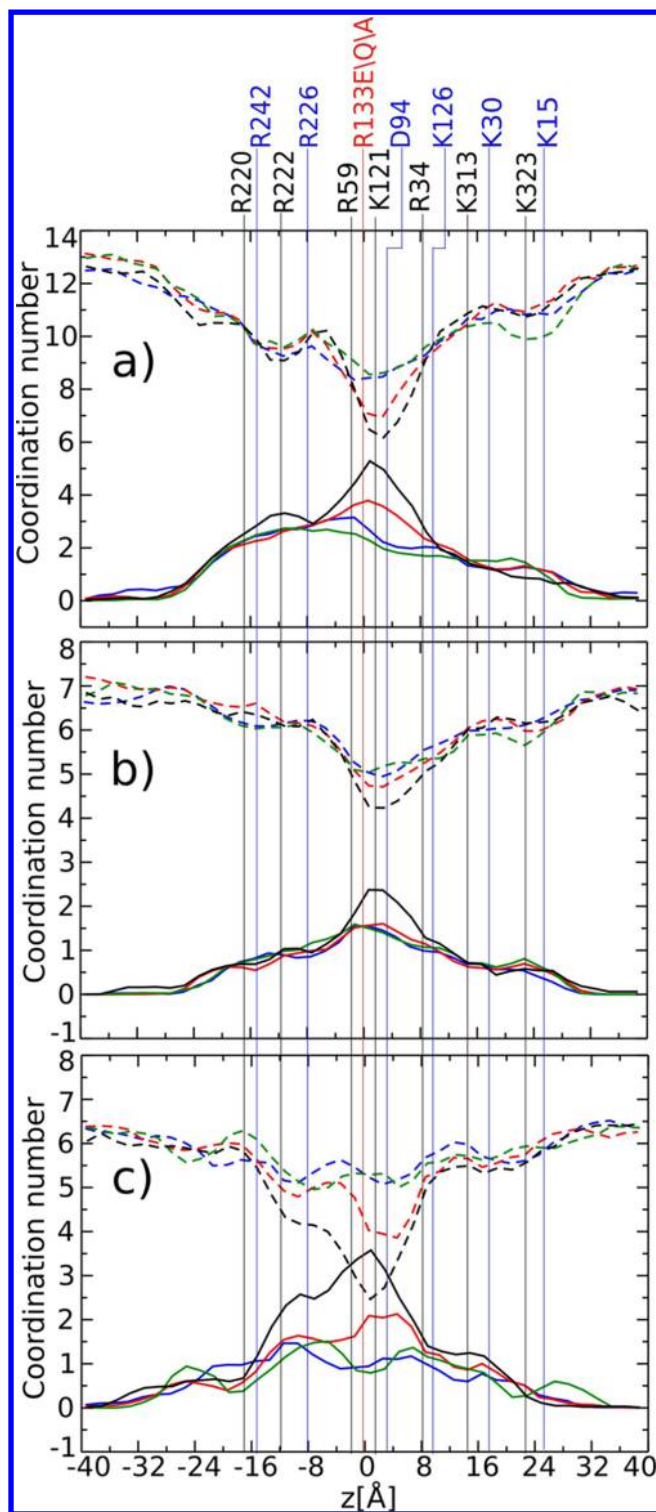 R242 R226 R133E\Q\A D94 K126 K30 K15
R220 R222 R59 K121 R34 K313 K323
14
12
10
8
6
4
2
0
Coordination number
a)
8
7
6
5
4
3
2
1
0
-1
Coordination number
b)
8
7
6
5
4
3
2
1
0
-1
Coordination number
c)
-40 -32 -24 -16 -8 0 8 16 24 32 40
z[Å]